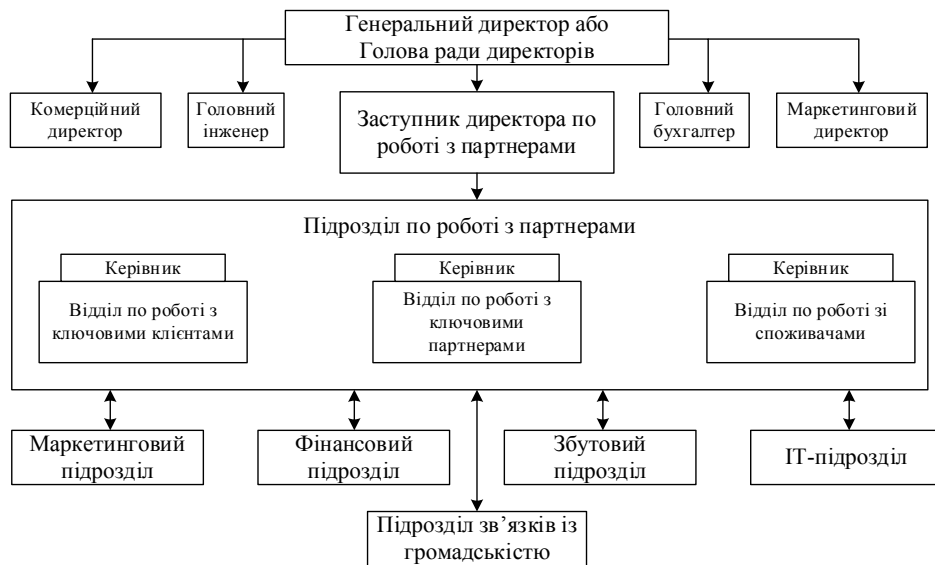 Генеральний директор або
Голова ради директорів
Комерційний
директор
Головний
інженер
Заступник директора по
роботі з партнерами
Головний
бухгалтер
Маркетинговий
директор
Підрозділ по роботі з партнерами
Керівник
Відділ по роботі з
ключовими клієнтами
Керівник
Відділ по роботі з
ключовими
партнерами
Керівник
Відділ по роботі зі
споживачами
Маркетинговий
підрозділ
Фінансовий
підрозділ
Збутовий
підрозділ
ІТ-підрозділ
Підрозділ зв’язків із
громадськістю